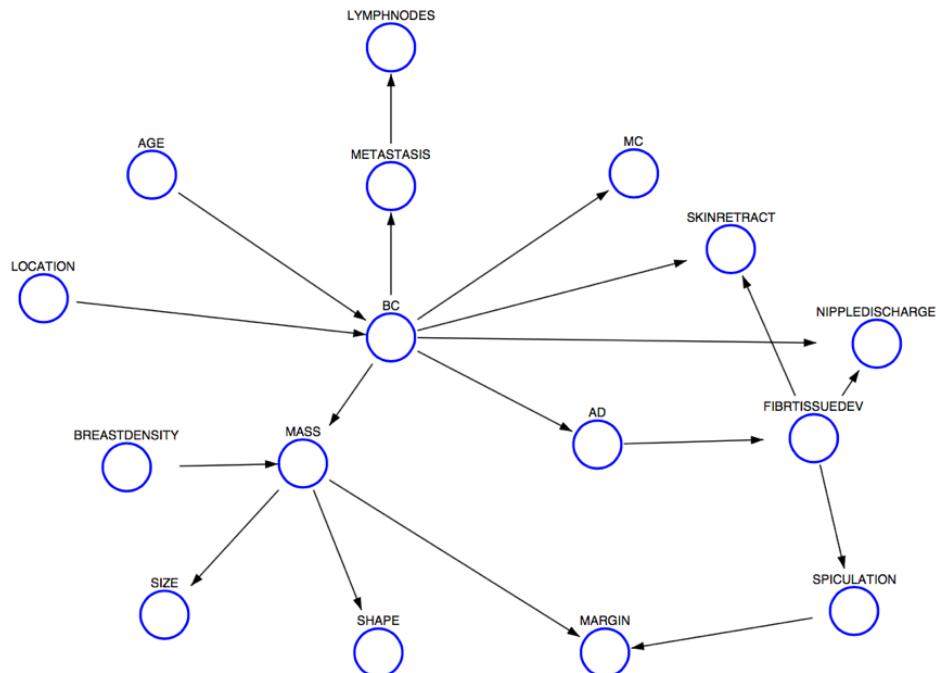 LYMPHNODES
AGE
METASTASIS
MC
SKINRETRACT
LOCATION
BC
NIPPLEDISCHARGE
FIBRTISSUEDEV
AD
BREASTDENSITY
MASS
SIZE
SPICULATION
SHAPE
MARGIN